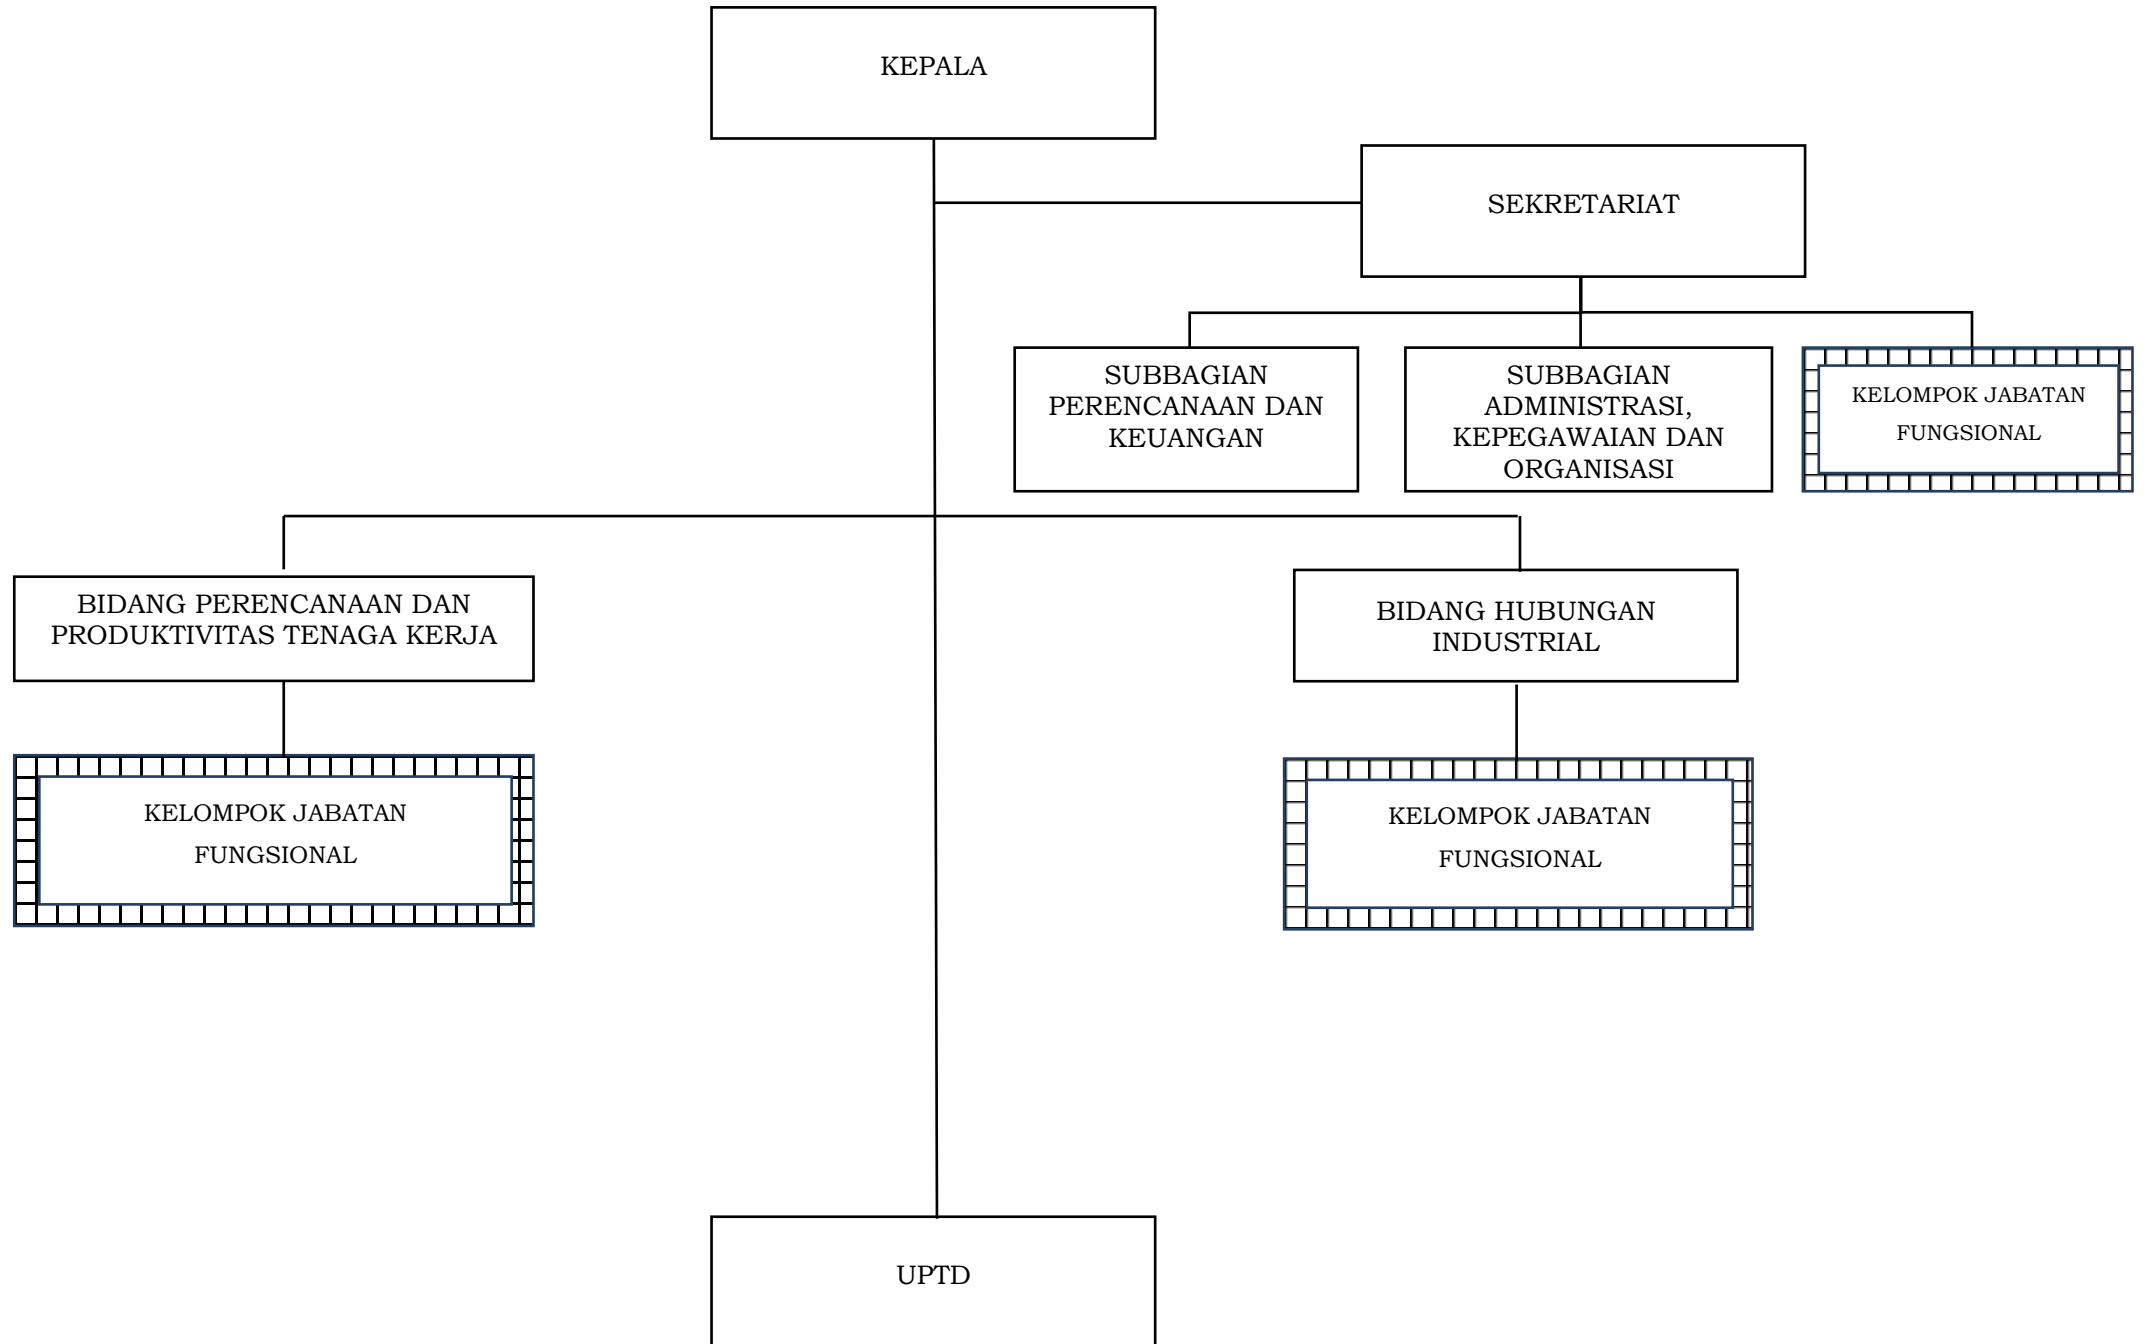 KEPALA
SEKRETARIAT
SUBBAGIAN
PERENCANAAN DAN
KEUANGAN
SUBBAGIAN
ADMINISTRASI,
KEPEGAWAIAN DAN
ORGANISASI
KELOMPOK JABATAN
FUNGSIONAL
BIDANG PERENCANAAN DAN
PRODUKTIVITAS TENAGA KERJA
BIDANG HUBUNGAN
INDUSTRIAL
KELOMPOK JABATAN
FUNGSIONAL
KELOMPOK JABATAN
FUNGSIONAL
UPTD